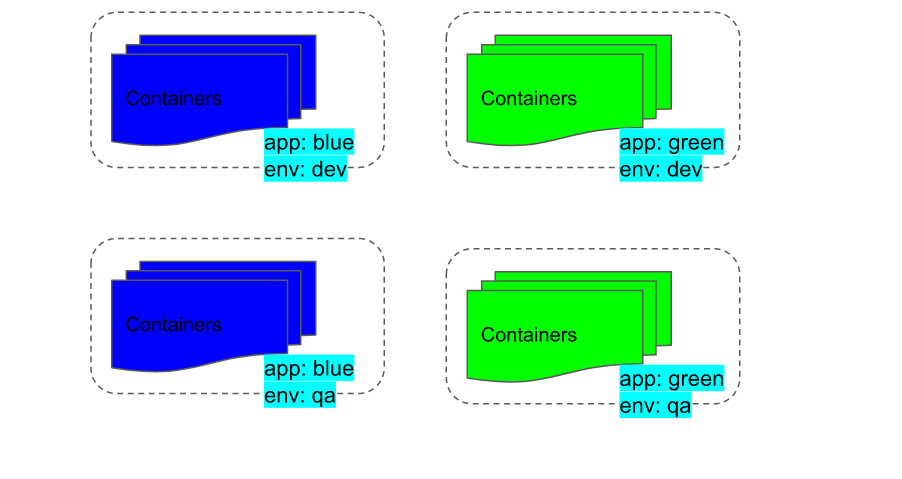 Containers
app: blue
env: dev
Containers
app: green
env: dev
Containers
app: blue
env: qa
Containers
app: green
env: qa